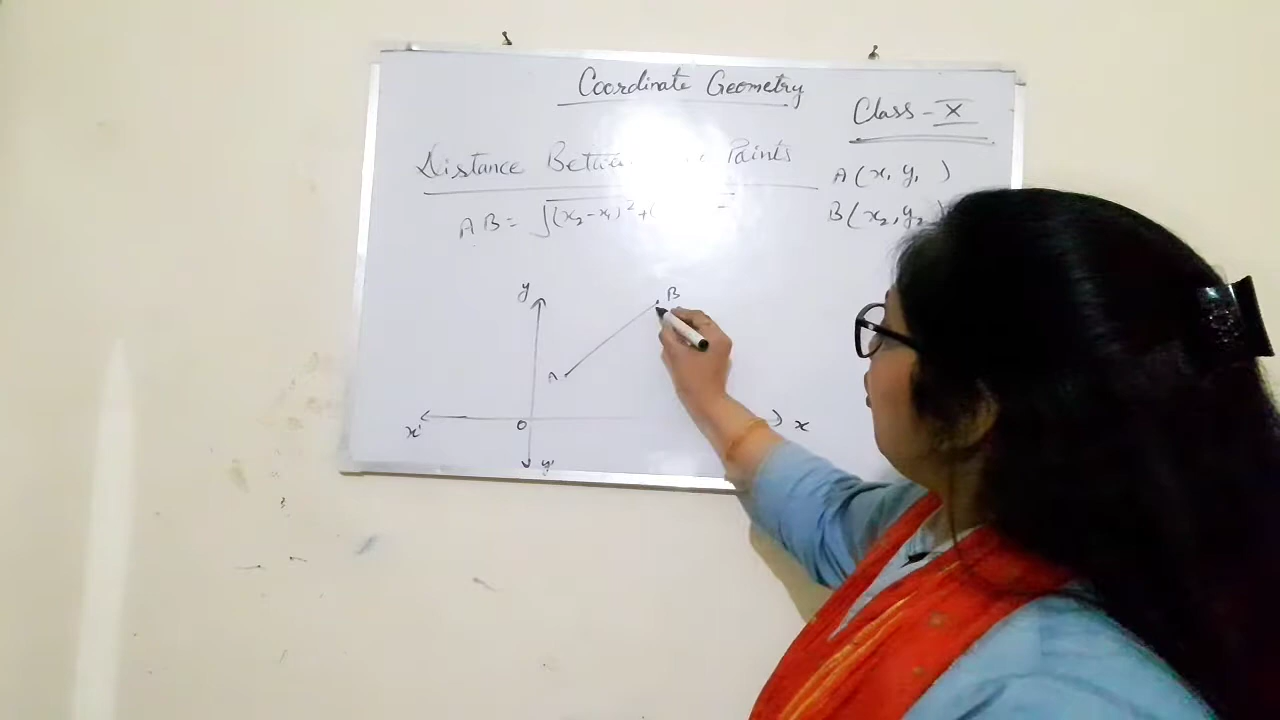 Coordinate Geometry
Class - X
Distance Points
A (x₁ y₁ )
AB = √(x₂ - x₁)² + (
B (x₂, y₂
y
B
A
x' O x
y'